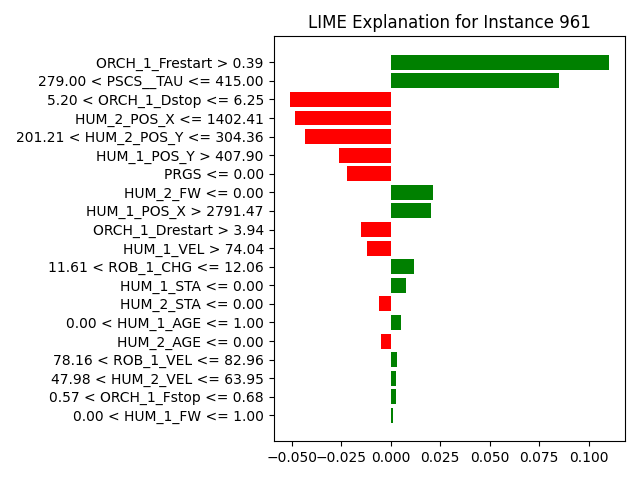 LIME Explanation for Instance 961
ORCH_1_Frestart > 0.39
279.00 < PSCS__TAU <= 415.00
5.20 < ORCH_1_Dstop <= 6.25
HUM_2_POS_X <= 1402.41
201.21 < HUM_2_POS_Y <= 304.36
HUM_1_POS_Y > 407.90
PRGS <= 0.00
HUM_2_FW <= 0.00
HUM_1_POS_X > 2791.47
ORCH_1_Drestart > 3.94
HUM_1_VEL > 74.04
11.61 < ROB_1_CHG <= 12.06
HUM_1_STA <= 0.00
HUM_2_STA <= 0.00
0.00 < HUM_1_AGE <= 1.00
HUM_2_AGE <= 0.00
78.16 < ROB_1_VEL <= 82.96
47.98 < HUM_2_VEL <= 63.95
0.57 < ORCH_1_Fstop <= 0.68
0.00 < HUM_1_FW <= 1.00
−0.050 −0.025 0.000 0.025 0.050 0.075 0.100